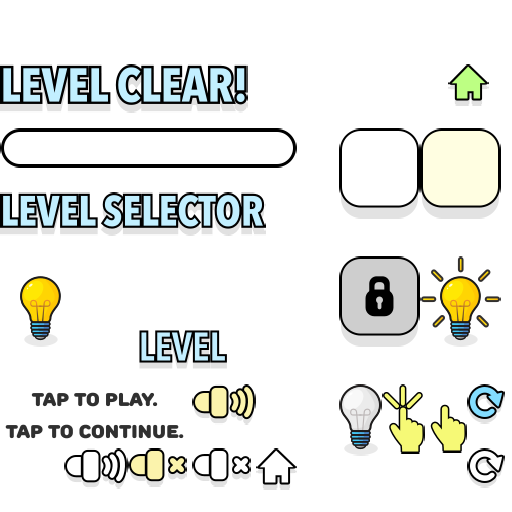 LEVEL CLEAR!
LEVEL SELECTOR
LEVEL
TAP TO PLAY.
TAP TO CONTINUE.